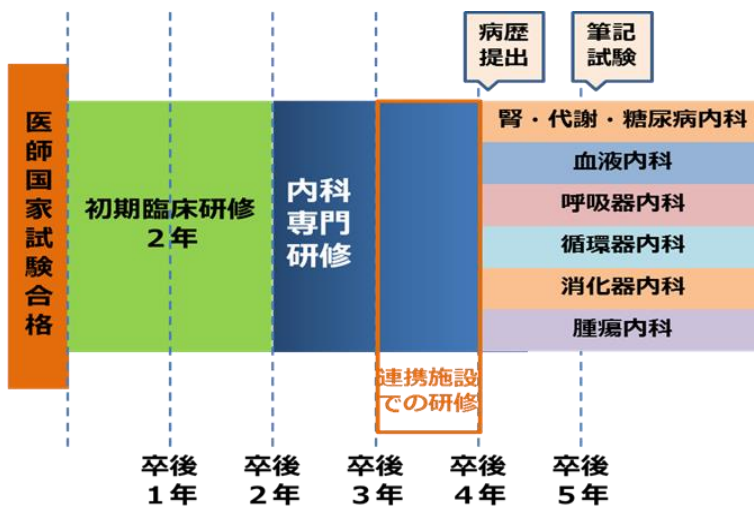 病歴
提出
筆記
試験
医師国家試験合格
初期臨床研修
２年
内科
専門
研修
腎・代謝・糖尿病内科
血液内科
呼吸器内科
循環器内科
消化器内科
腫瘍内科
連携施設
での研修
卒後
１年
卒後
２年
卒後
３年
卒後
４年
卒後
５年